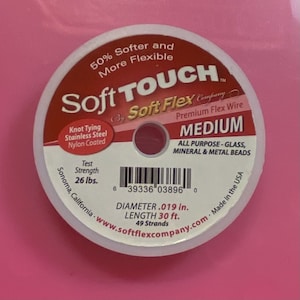 50% Softer and
More Flexible
Soft TOUCH™
By Soft Flex Company
Premium Flex Wire
Knot Tying
Stainless Steel
Nylon Coated
MEDIUM
ALL PURPOSE - GLASS,
MINERAL & METAL BEADS
Test
Strength
26 lbs.
6 39336 03896
DIAMETER .019 in.
LENGTH 30 ft.
49 Strands
Sonoma, California - www.softflexcompany.com - Made in the USA